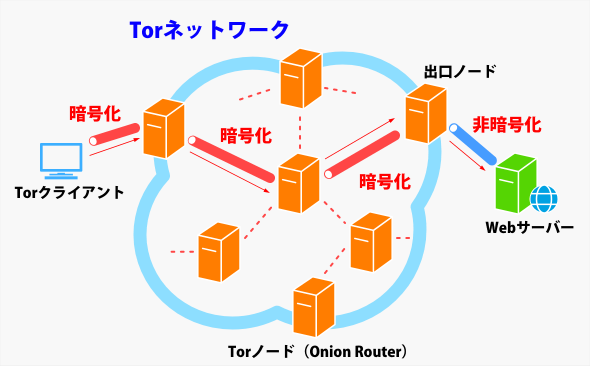 Torネットワーク
出口ノード
暗号化
暗号化
非暗号化
暗号化
Torクライアント
Webサーバー
Torノード（Onion Router）